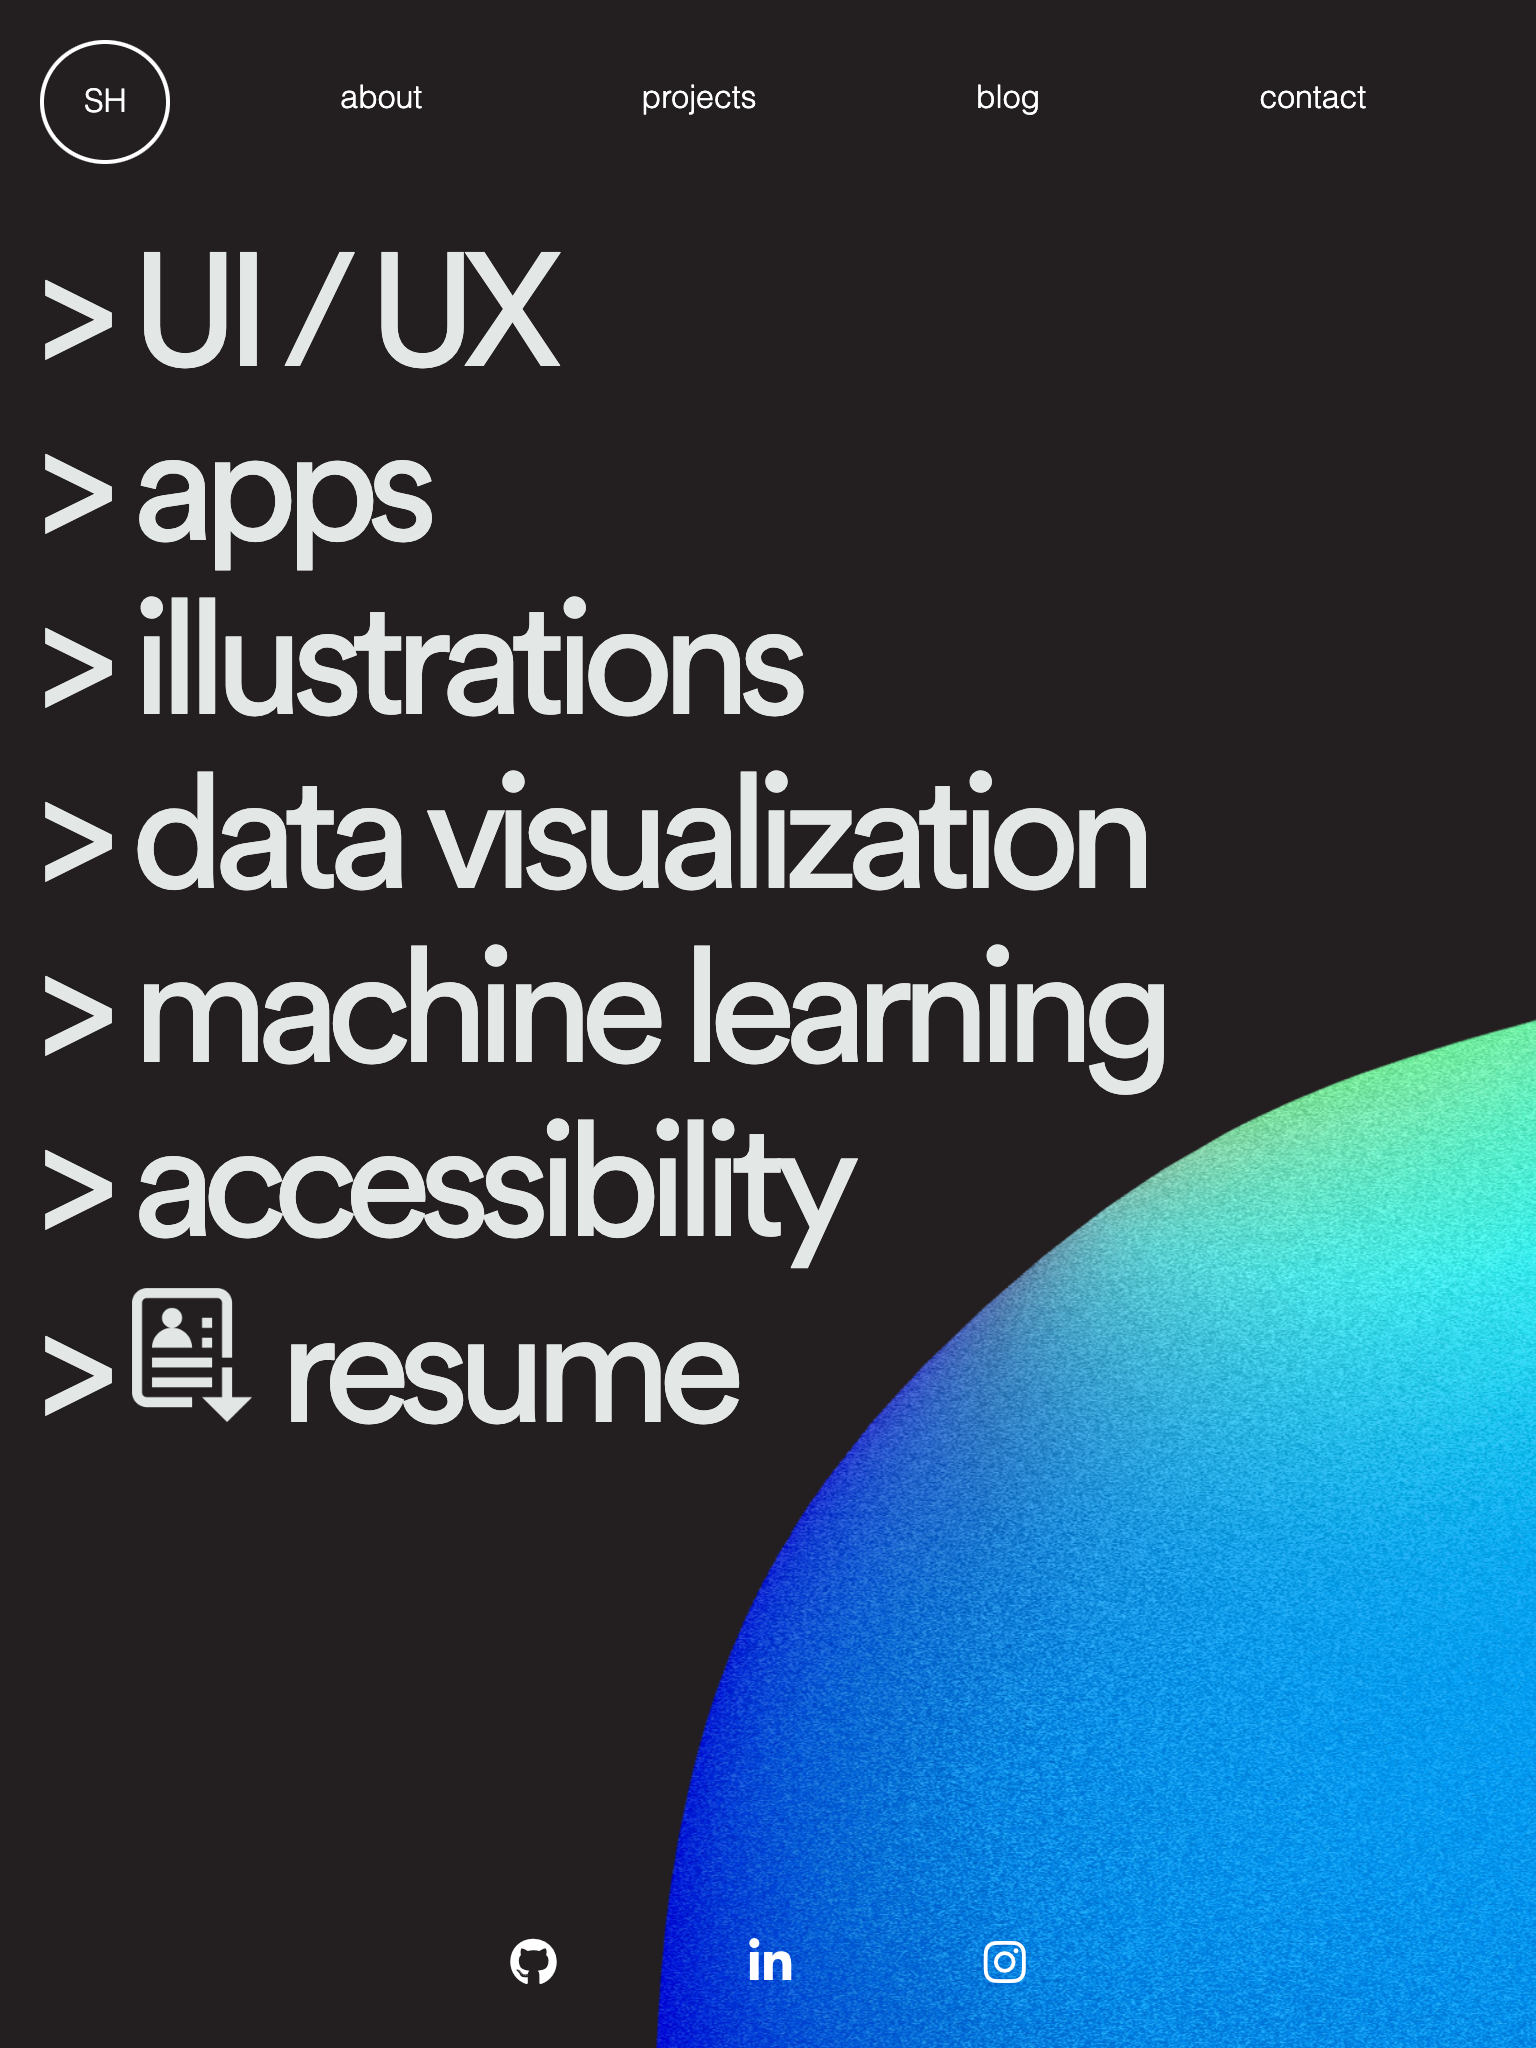 SH about projects blog contact
> UI / UX
> apps
> illustrations
> data visualization
> machine learning
> accessibility
> resume
in